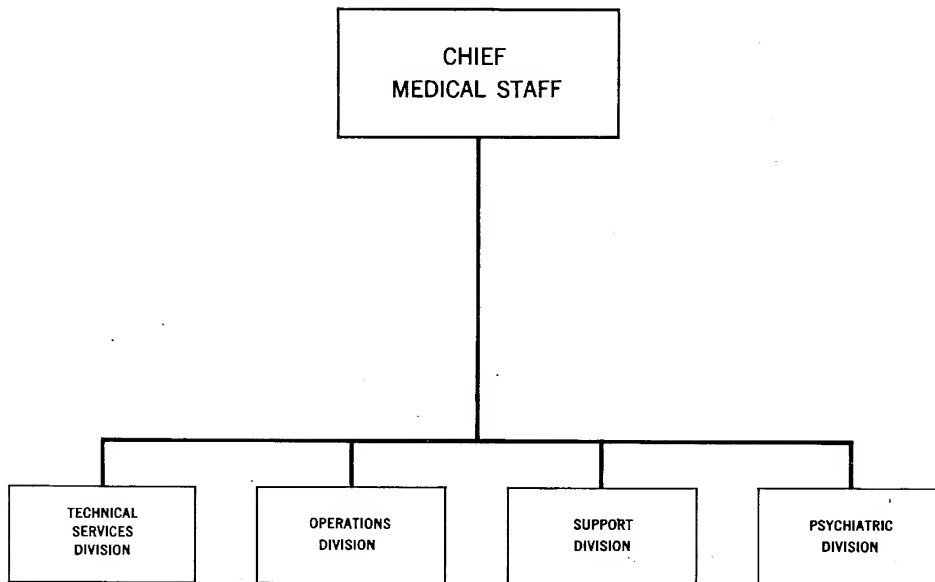 CHIEF
MEDICAL STAFF
TECHNICAL
SERVICES
DIVISION
OPERATIONS
DIVISION
SUPPORT
DIVISION
PSYCHIATRIC
DIVISION